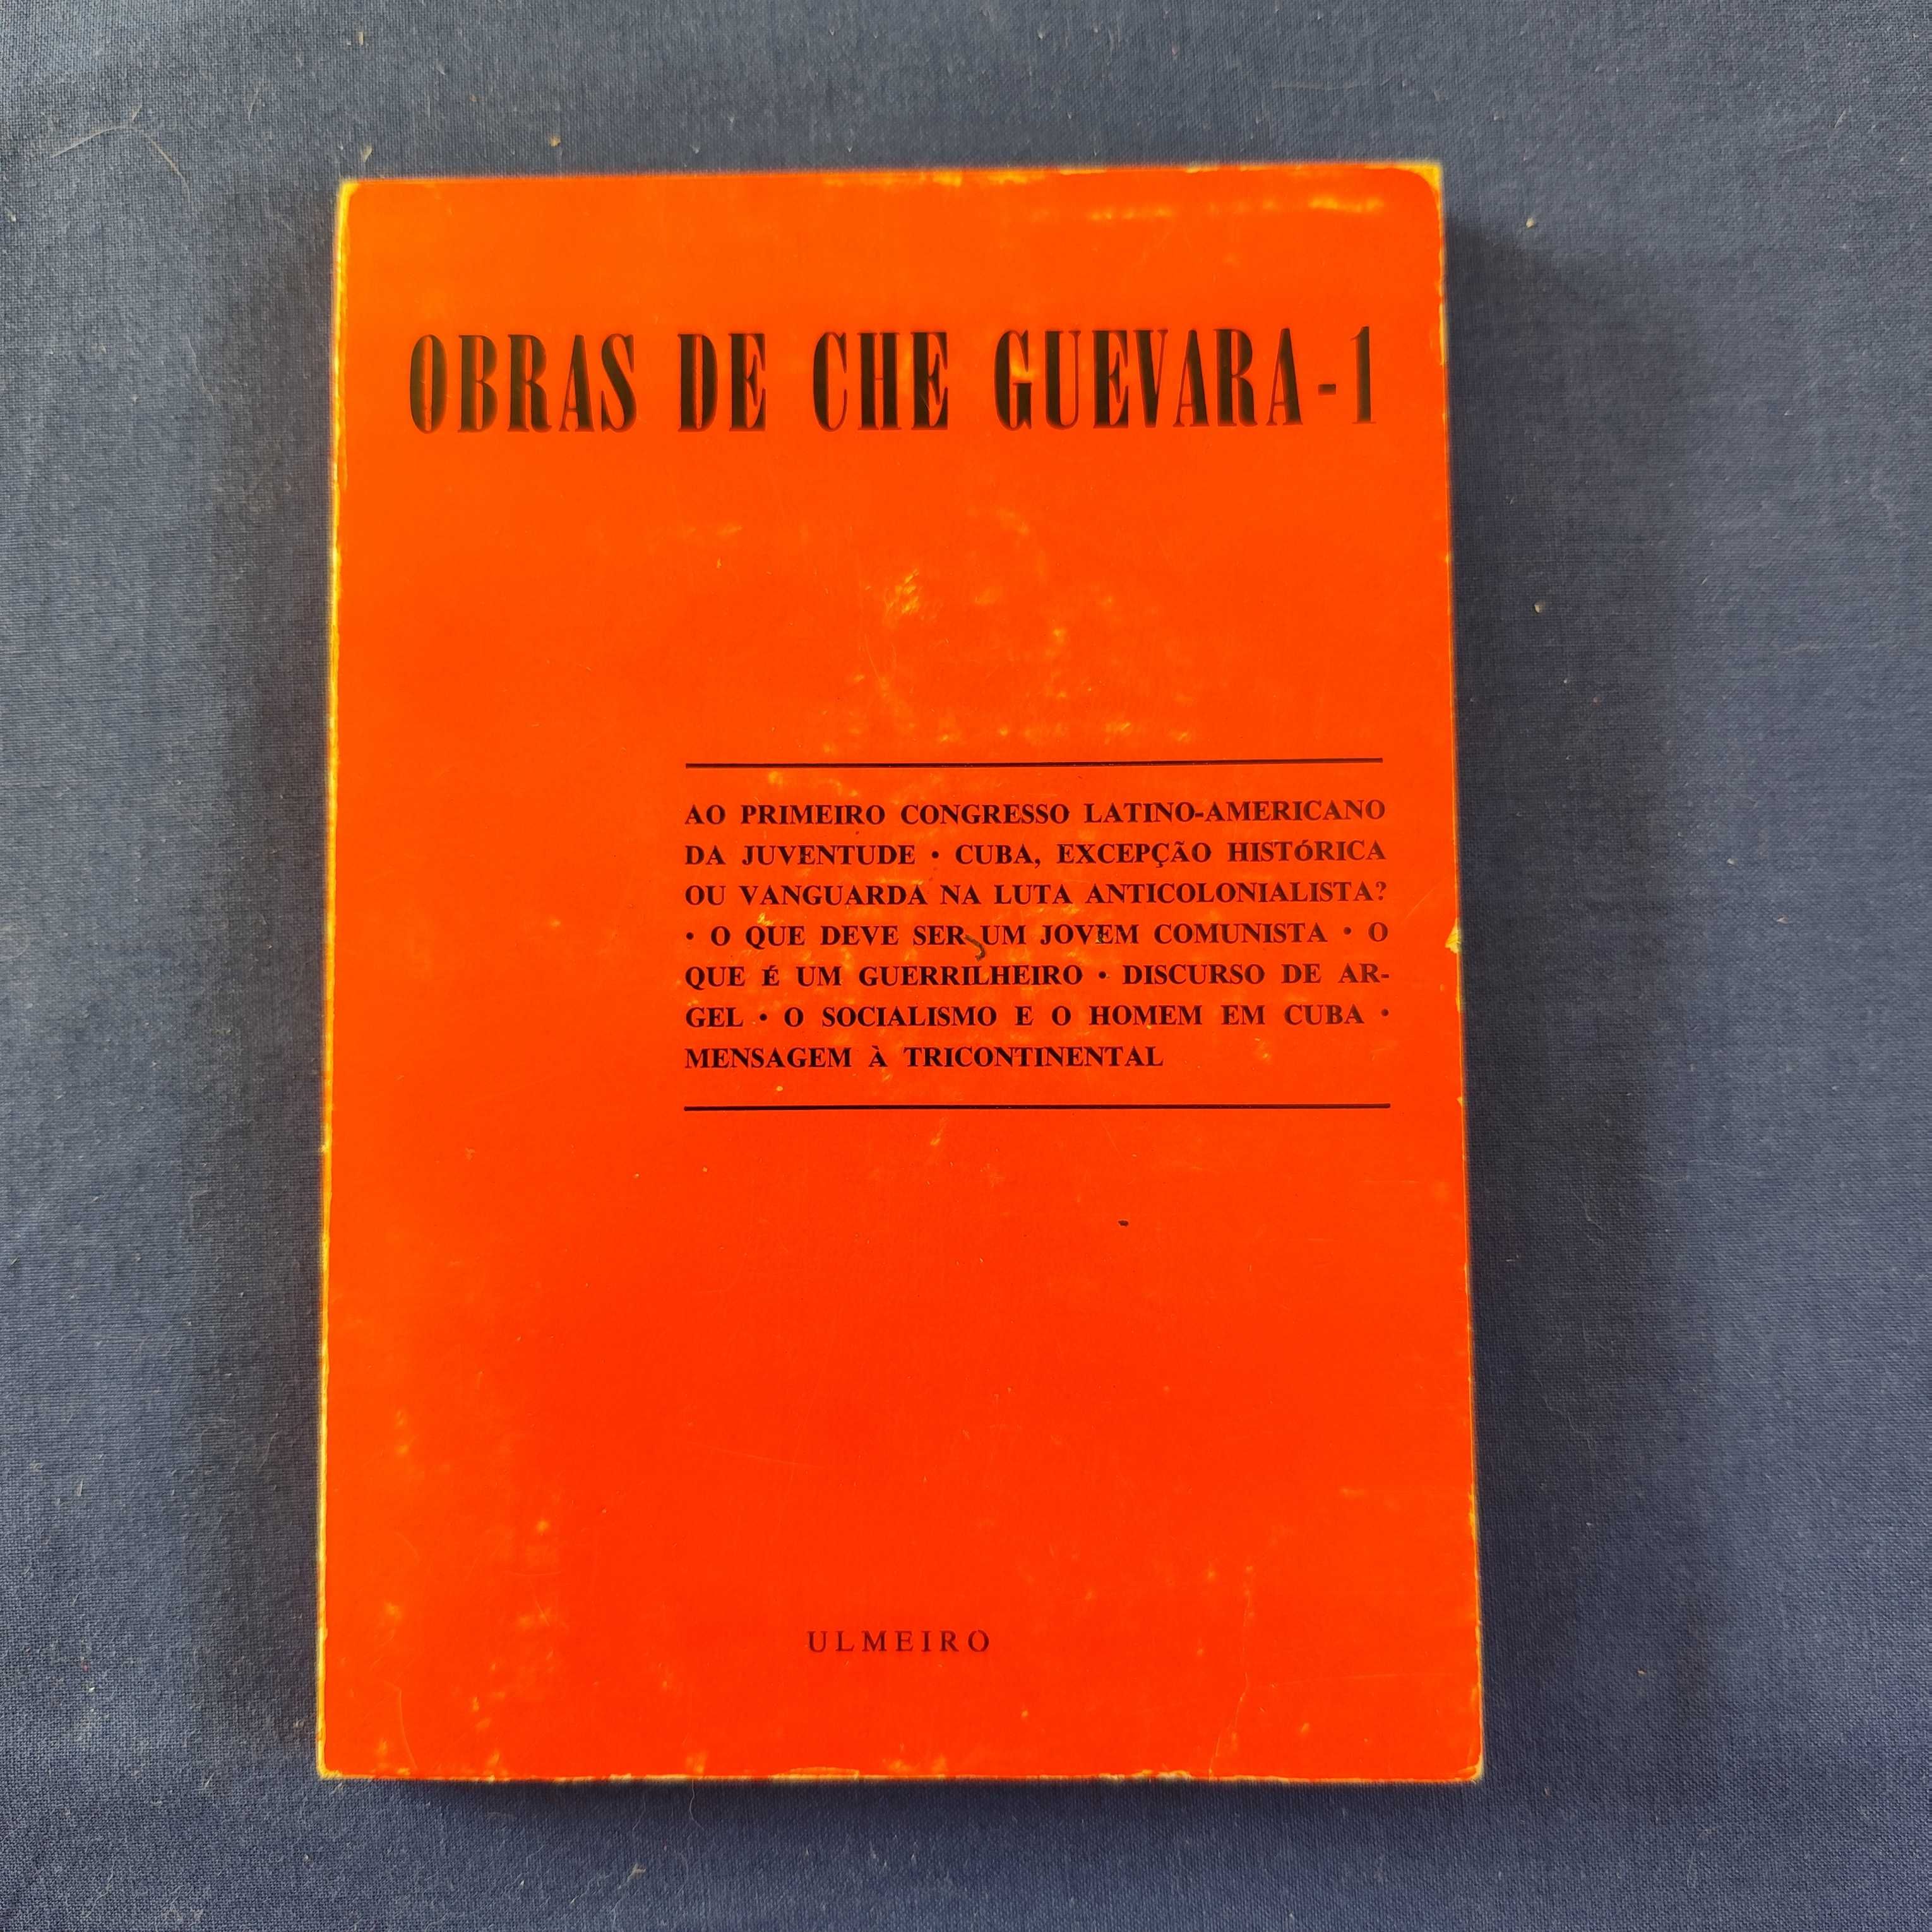 OBRAS DE CHE GUEVARA-1
AO PRIMEIRO CONGRESSO LATINO-AMERICANO
DA JUVENTUDE • CUBA, EXCEPÇÃO HISTÓRICA
OU VANGUARDA NA LUTA ANTICOLONIALISTA?
• O QUE DEVE SER UM JOVEM COMUNISTA • O
QUE É UM GUERRILHEIRO • DISCURSO DE AR-
GEL • O SOCIALISMO E O HOMEM EM CUBA •
MENSAGEM À TRICONTINENTAL
ULMEIRO